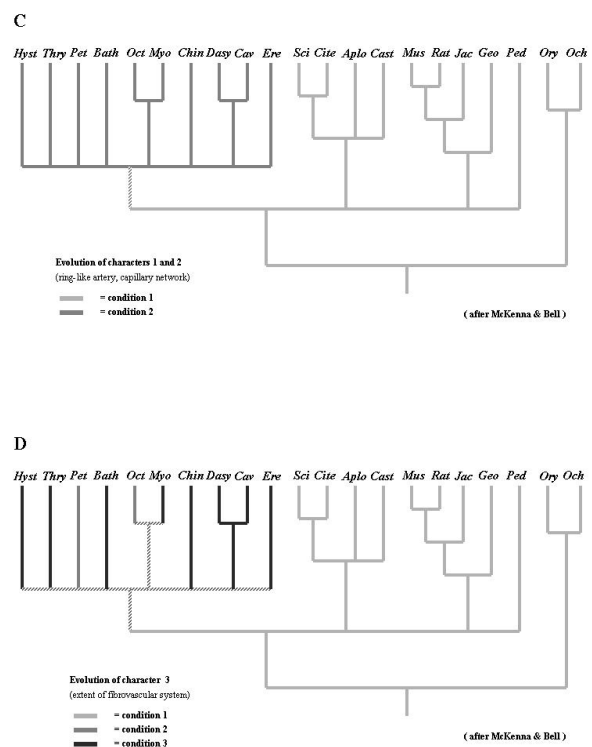 C
Hyst Thry Pet Bath Oct Myo Chin Dasy Cav Ere Sci Cite Aplo Cast Mus Rat Jac Geo Ped Ory Och
Evolution of characters 1 and 2
(ring-like artery, capillary network)
= condition 1
= condition 2
( after McKenna & Bell )
D
Hyst Thry Pet Bath Oct Myo Chin Dasy Cav Ere Sci Cite Aplo Cast Mus Rat Jac Geo Ped Ory Och
Evolution of character 3
(extent of fibrovascular system)
= condition 1
= condition 2
= condition 3
( after McKenna & Bell )